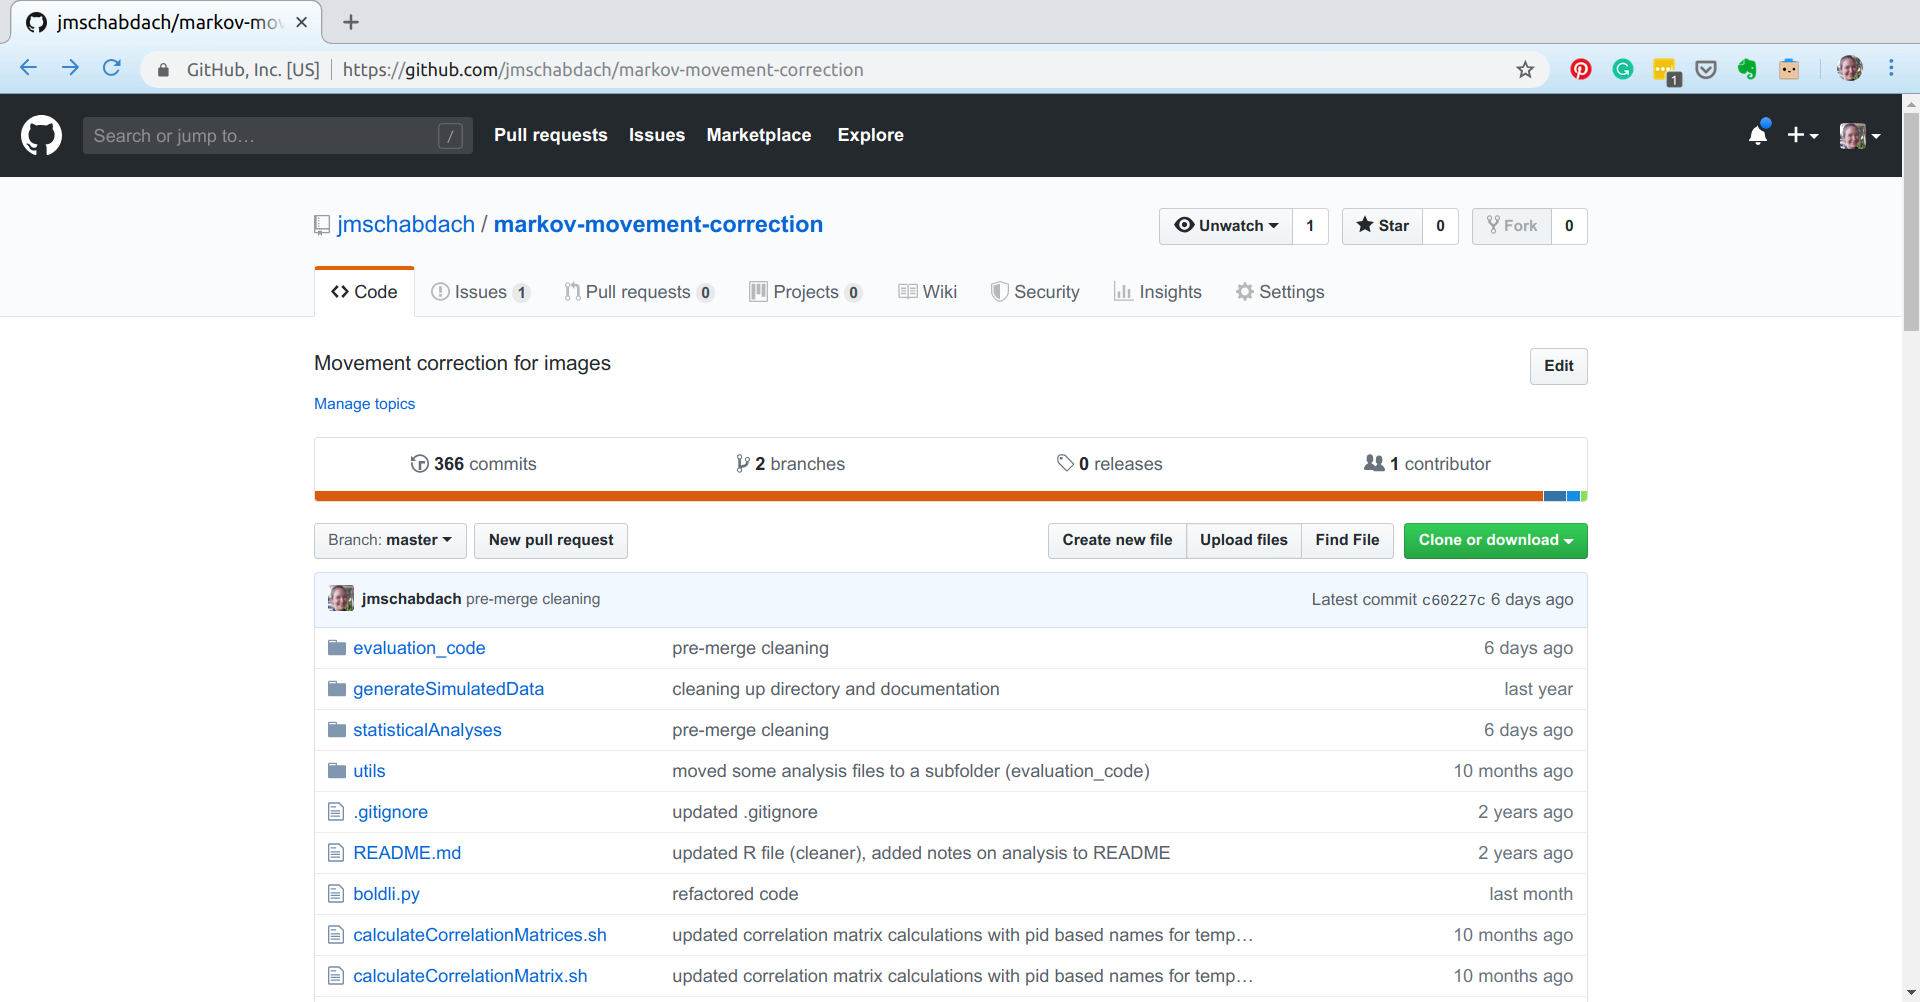 jmschabdach/markov-mov
GitHub, Inc. [US] https://github.com/jmschabdach/markov-movement-correction
1
Search or jump to… / Pull requests Issues Marketplace Explore
jmschabdach / markov-movement-correction Unwatch 1 Star 0 Fork 0
Code Issues 1 Pull requests 0 Projects 0 Wiki Security Insights Settings
Movement correction for images Edit
Manage topics
366 commits 2 branches 0 releases 1 contributor
Branch: master New pull request Create new file Upload files Find File Clone or download
jmschabdach pre-merge cleaning Latest commit c60227c 6 days ago
evaluation_code pre-merge cleaning 6 days ago
generateSimulatedData cleaning up directory and documentation last year
statisticalAnalyses pre-merge cleaning 6 days ago
utils moved some analysis files to a subfolder (evaluation_code) 10 months ago
.gitignore updated .gitignore 2 years ago
README.md updated R file (cleaner), added notes on analysis to README 2 years ago
boldli.py refactored code last month
calculateCorrelationMatrices.sh updated correlation matrix calculations with pid based names for temp… 10 months ago
calculateCorrelationMatrix.sh updated correlation matrix calculations with pid based names for temp… 10 months ago